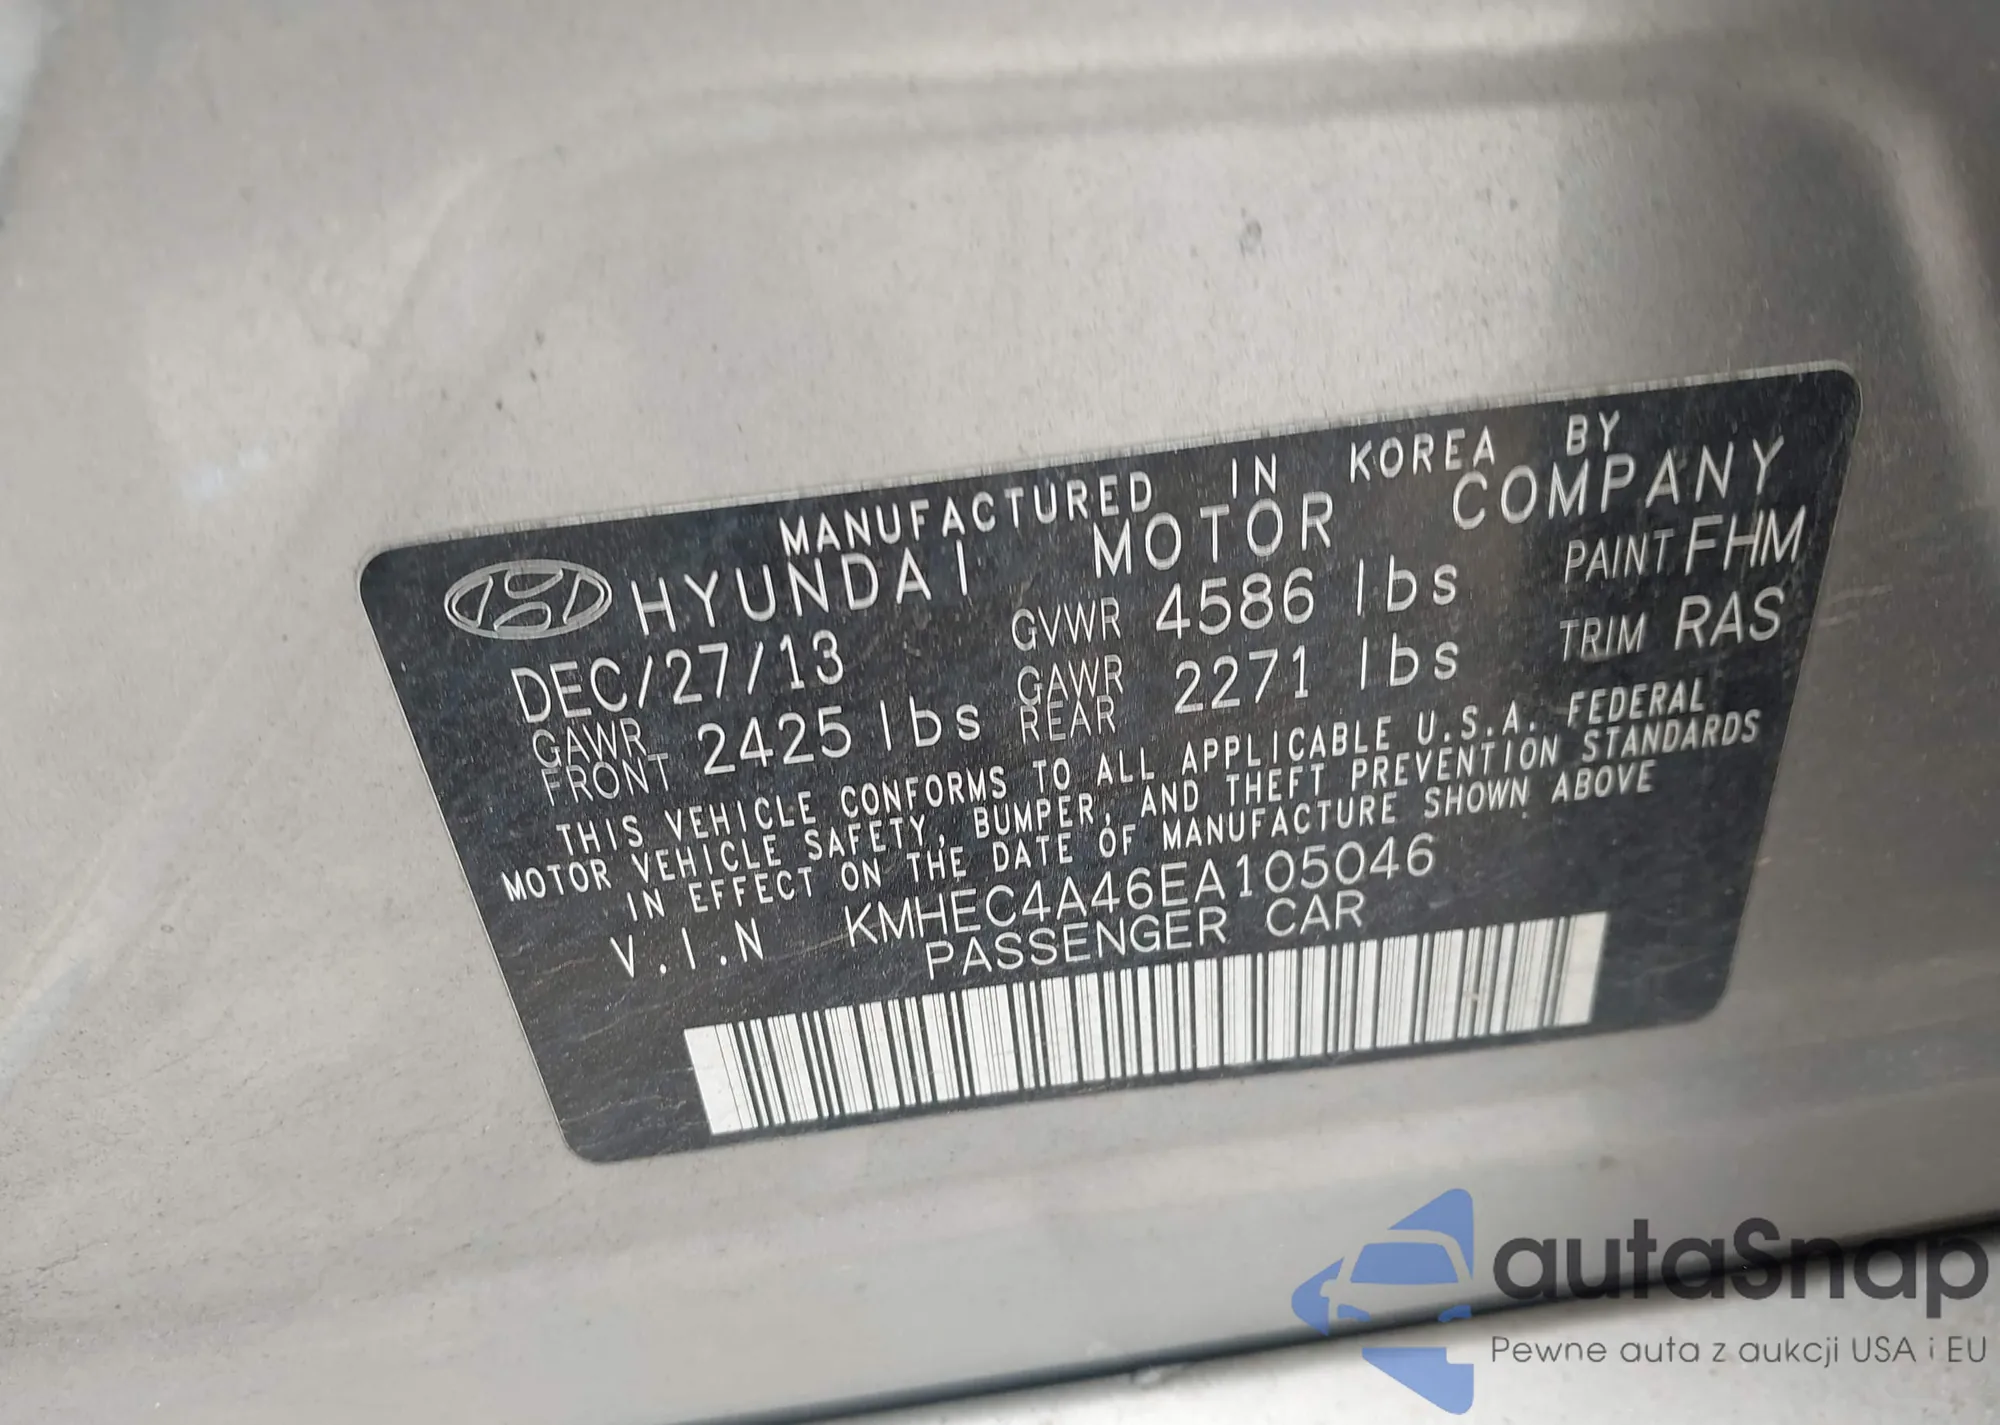 MANUFACTURED IN KOREA BY
HYUNDAI MOTOR COMPANY
DEC/27/13 GVWR 4586 lbs PAINT FHM
GAWR FRONT 2425 lbs GAWR REAR 2271 lbs TRIM RAS
THIS VEHICLE CONFORMS TO ALL APPLICABLE U.S.A. FEDERAL
MOTOR VEHICLE SAFETY, BUMPER, AND THEFT PREVENTION STANDARDS
IN EFFECT ON THE DATE OF MANUFACTURE SHOWN ABOVE
V.I.N KMHEC4A46EA105046
PASSENGER CAR
autaSnap
Pewne auta z aukcji USA i EU